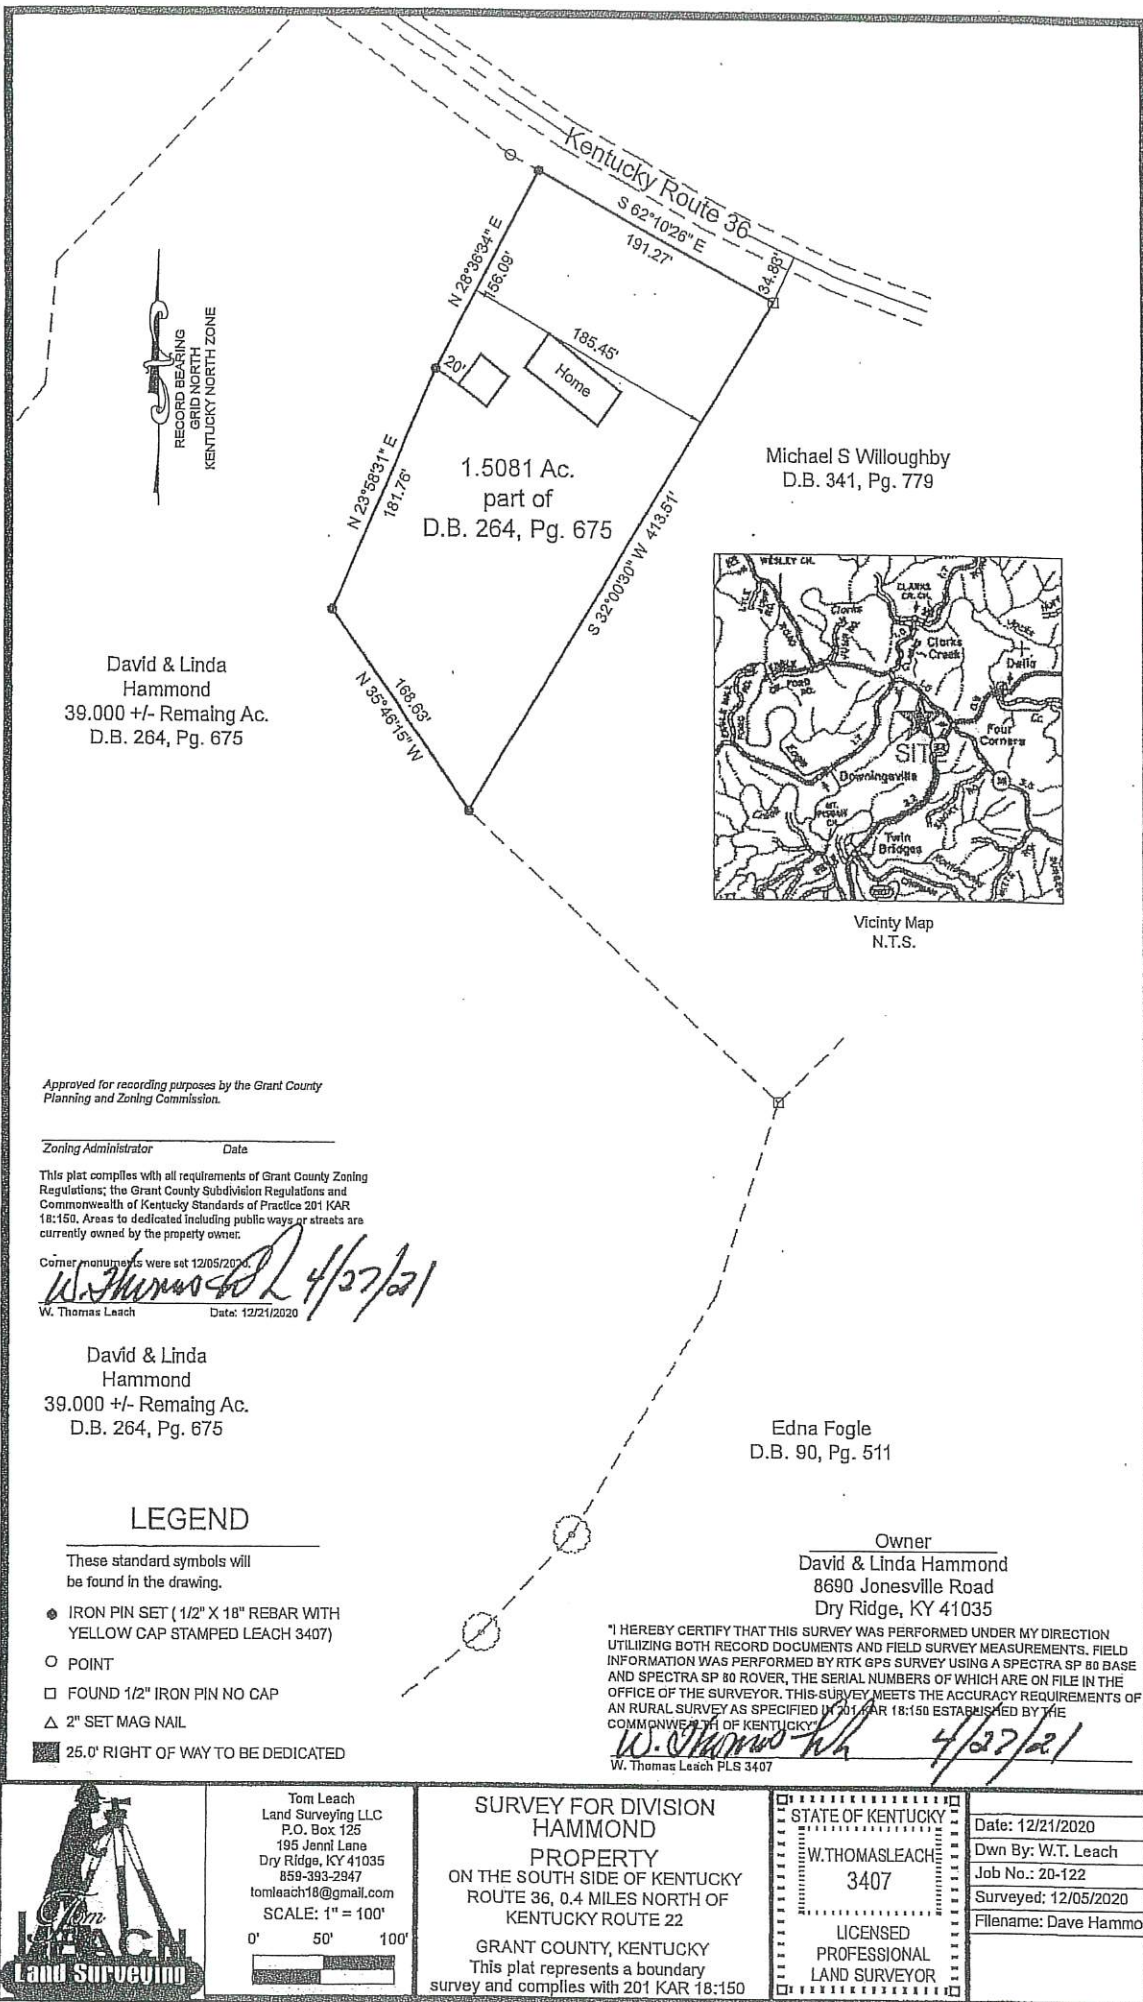 Kentucky Route 36
S 62°10'26" E
191.27'
34.83'
N 28°36'34" E
156.09'
185.45'
20'
Home
RECORD BEARING
GRID NORTH
KENTUCKY NORTH ZONE
N 23°58'31" E
181.76'
1.5081 Ac.
part of
D.B. 264, Pg. 675
S 32°00'30" W 413.51'
Michael S Willoughby
D.B. 341, Pg. 779
David & Linda
Hammond
39.000 +/- Remaing Ac.
D.B. 264, Pg. 675
168.63'
N 35°46'15" W
WESLEY CH.
CLARKS
CR. CH.
Clarks
Creek
Delia
Four
Corners
SITE
Eagle
Downingsville
MT.
CH.
Twin
Bridges
Vicinity Map
N.T.S.
Approved for recording purposes by the Grant County
Planning and Zoning Commission.
Zoning Administrator Date
This plat complies with all requirements of Grant County Zoning
Regulations; the Grant County Subdivision Regulations and
Commonwealth of Kentucky Standards of Practice 201 KAR
18:150. Areas to dedicated including public ways or streets are
currently owned by the property owner.
Corner monuments were set 12/05/2020.
4/27/21
W. Thomas Leach Date: 12/21/2020
David & Linda
Hammond
39.000 +/- Remaing Ac.
D.B. 264, Pg. 675
Edna Fogle
D.B. 90, Pg. 511
LEGEND
These standard symbols will
be found in the drawing.
IRON PIN SET ( 1/2" X 18" REBAR WITH
YELLOW CAP STAMPED LEACH 3407)
POINT
FOUND 1/2" IRON PIN NO CAP
2" SET MAG NAIL
25.0' RIGHT OF WAY TO BE DEDICATED
Owner
David & Linda Hammond
8690 Jonesville Road
Dry Ridge, KY 41035
"I HEREBY CERTIFY THAT THIS SURVEY WAS PERFORMED UNDER MY DIRECTION
UTILIIZING BOTH RECORD DOCUMENTS AND FIELD SURVEY MEASUREMENTS. FIELD
INFORMATION WAS PERFORMED BY RTK GPS SURVEY USING A SPECTRA SP 80 BASE
AND SPECTRA SP 80 ROVER, THE SERIAL NUMBERS OF WHICH ARE ON FILE IN THE
OFFICE OF THE SURVEYOR. THIS SURVEY MEETS THE ACCURACY REQUIREMENTS OF
AN RURAL SURVEY AS SPECIFIED IN 201 KAR 18:150 ESTABLISHED BY THE
COMMONWEALTH OF KENTUCKY"
4/27/21
W. Thomas Leach PLS 3407
Tom
LEACH
Land Surveying
Tom Leach
Land Surveying LLC
P.O. Box 125
195 Jenni Lane
Dry Ridge, KY 41035
859-393-2947
tomleach18@gmail.com
SCALE: 1" = 100'
0' 50' 100'
SURVEY FOR DIVISION
HAMMOND
PROPERTY
ON THE SOUTH SIDE OF KENTUCKY
ROUTE 36, 0.4 MILES NORTH OF
KENTUCKY ROUTE 22
GRANT COUNTY, KENTUCKY
This plat represents a boundary
survey and complies with 201 KAR 18:150
STATE OF KENTUCKY
W.THOMASLEACH
3407
LICENSED
PROFESSIONAL
LAND SURVEYOR
Date: 12/21/2020
Dwn By: W.T. Leach
Job No.: 20-122
Surveyed: 12/05/2020
Filename: Dave Hammo